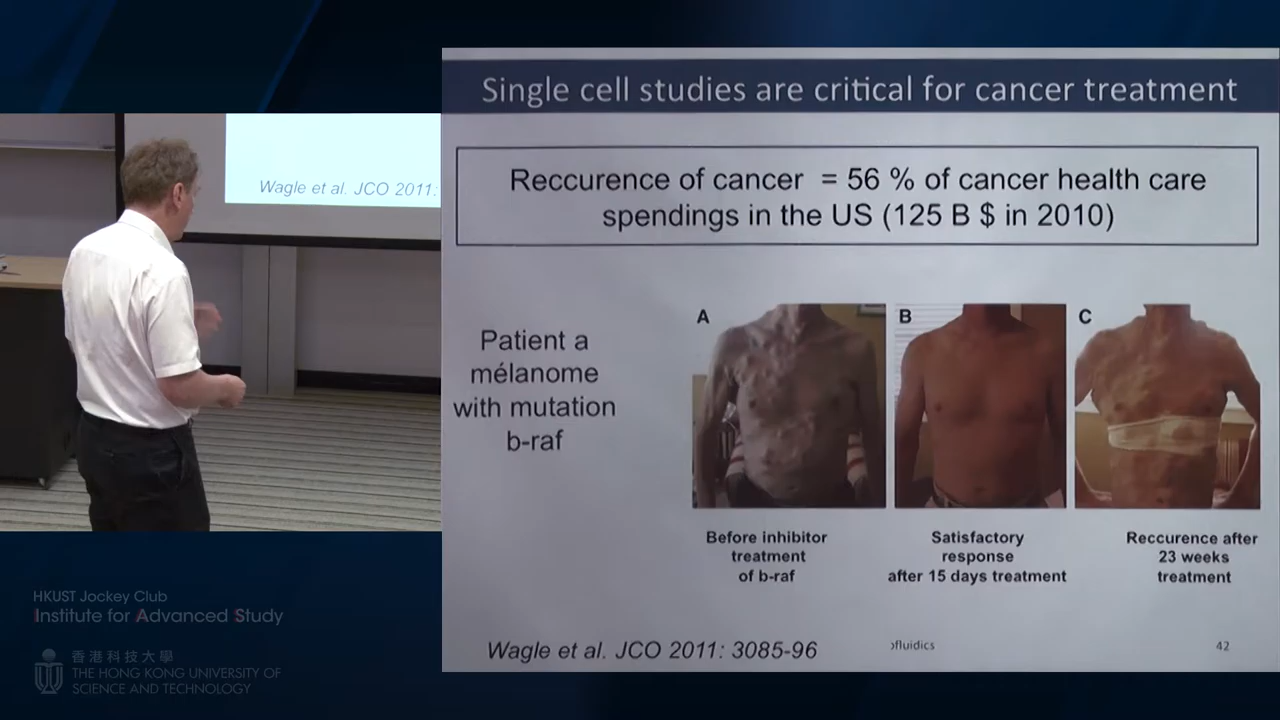 Single cell studies are critical for cancer treatment
Reccurence of cancer = 56 % of cancer health care
spendings in the US (125 B $ in 2010)
Patient a
mélanome
with mutation
b-raf
A
B
C
Before inhibitor
treatment
of b-raf
Satisfactory
response
after 15 days treatment
Reccurence after
23 weeks
treatment
Wagle et al. JCO 2011: 3085-96
ofluidics
42
Wagle et al. JCO 2011:
HKUST Jockey Club
Institute for Advanced Study
香港科技大學
THE HONG KONG UNIVERSITY OF
SCIENCE AND TECHNOLOGY